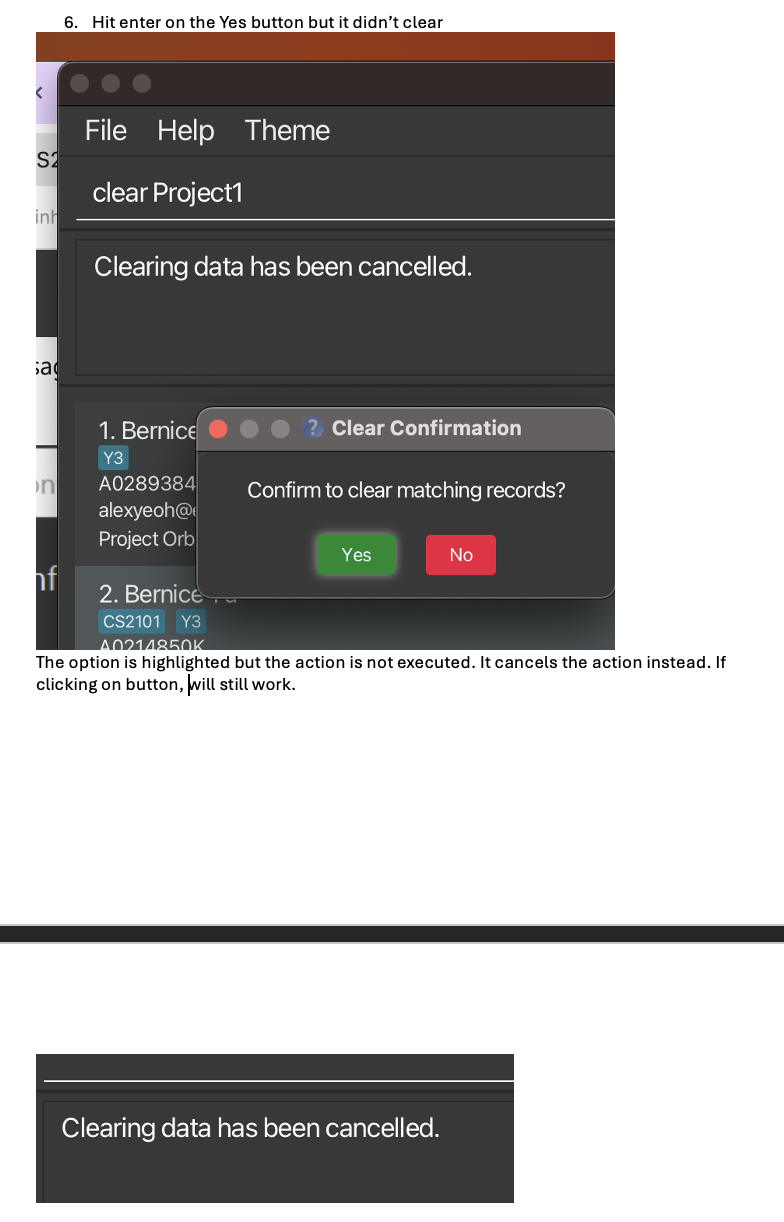 6. Hit enter on the Yes button but it didn’t clear
File Help Theme
S2
clear Project1
inh
Clearing data has been cancelled.
sag
1. Bernice
? Clear Confirmation
Y3
A0289384
Confirm to clear matching records?
on
alexyeoh@
Project Orb
Yes No
nf
2. Bernice Yu
CS2101 Y3
A0214850K
The option is highlighted but the action is not executed. It cancels the action instead. If
clicking on button, will still work.
Clearing data has been cancelled.